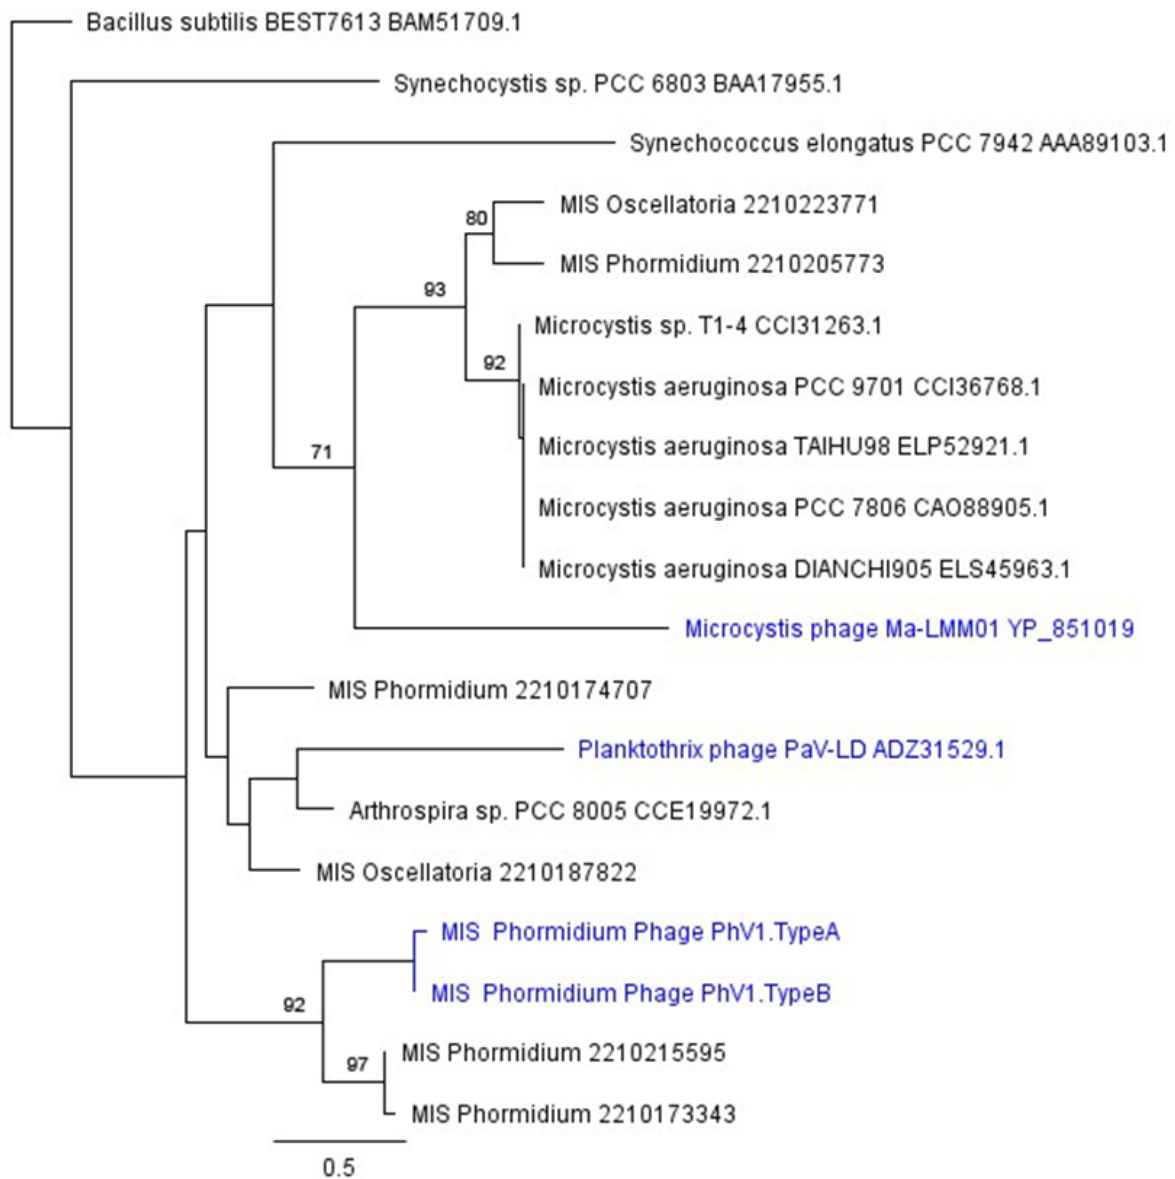 Bacillus subtilis BEST7613 BAM51709.1
Synechocystis sp. PCC 6803 BAA17955.1
Synechococcus elongatus PCC 7942 AAA89103.1
MIS Oscellatoria 2210223771
80
MIS Phormidium 2210205773
93
Microcystis sp. T1-4 CCI31263.1
92
Microcystis aeruginosa PCC 9701 CCI36768.1
Microcystis aeruginosa TAIHU98 ELP52921.1
71
Microcystis aeruginosa PCC 7806 CAO88905.1
Microcystis aeruginosa DIANCHI905 ELS45963.1
Microcystis phage Ma-LMM01 YP_851019
MIS Phormidium 2210174707
Planktothrix phage PaV-LD ADZ31529.1
Arthrospira sp. PCC 8005 CCE19972.1
MIS Oscellatoria 2210187822
MIS Phormidium Phage PhV1.TypeA
MIS Phormidium Phage PhV1.TypeB
92
MIS Phormidium 2210215595
97
MIS Phormidium 2210173343
0.5